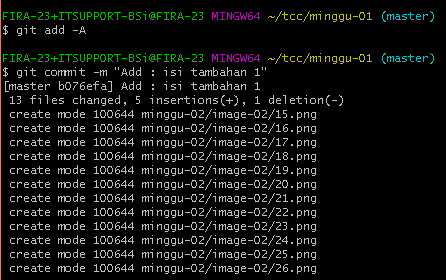 FIRA-23+ITSUPPORT-BSi@FIRA-23 MINGW64 ~/tcc/minggu-01 (master)
$ git add -A
FIRA-23+ITSUPPORT-BSi@FIRA-23 MINGW64 ~/tcc/minggu-01 (master)
$ git commit -m "Add : isi tambahan 1"
[master b076efa] Add : isi tambahan 1
13 files changed, 5 insertions(+), 1 deletion(-)
create mode 100644 minggu-02/image-02/15.png
create mode 100644 minggu-02/image-02/16.png
create mode 100644 minggu-02/image-02/17.png
create mode 100644 minggu-02/image-02/18.png
create mode 100644 minggu-02/image-02/19.png
create mode 100644 minggu-02/image-02/20.png
create mode 100644 minggu-02/image-02/21.png
create mode 100644 minggu-02/image-02/22.png
create mode 100644 minggu-02/image-02/23.png
create mode 100644 minggu-02/image-02/24.png
create mode 100644 minggu-02/image-02/25.png
create mode 100644 minggu-02/image-02/26.png